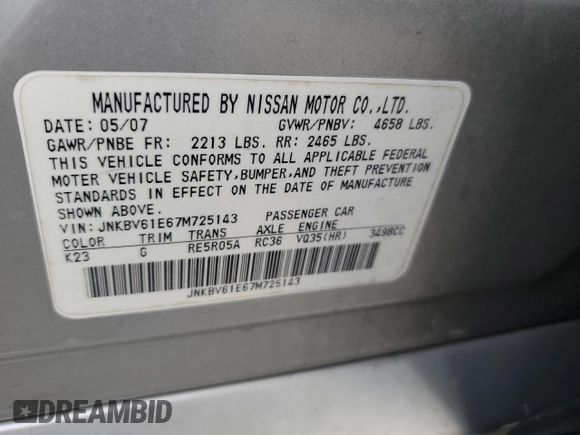 MANUFACTURED BY NISSAN MOTOR CO.,LTD.
DATE: 05/07 GVWR/PNBV: 4658 LBS.
GAWR/PNBE FR: 2213 LBS. RR: 2465 LBS.
THIS VEHICLE CONFORMS TO ALL APPLICABLE FEDERAL
MOTOR VEHICLE SAFETY,BUMPER,AND THEFT PREVENTION
STANDARDS IN EFFECT ON THE DATE OF MANUFACTURE
SHOWN ABOVE.
VIN: JNKBV61E67M725143 PASSENGER CAR
COLOR TRIM TRANS AXLE ENGINE
K23 G RE5R05A RC36 VQ35(HR) 3498CC
JNKBV61E67M725143
DREAMBID